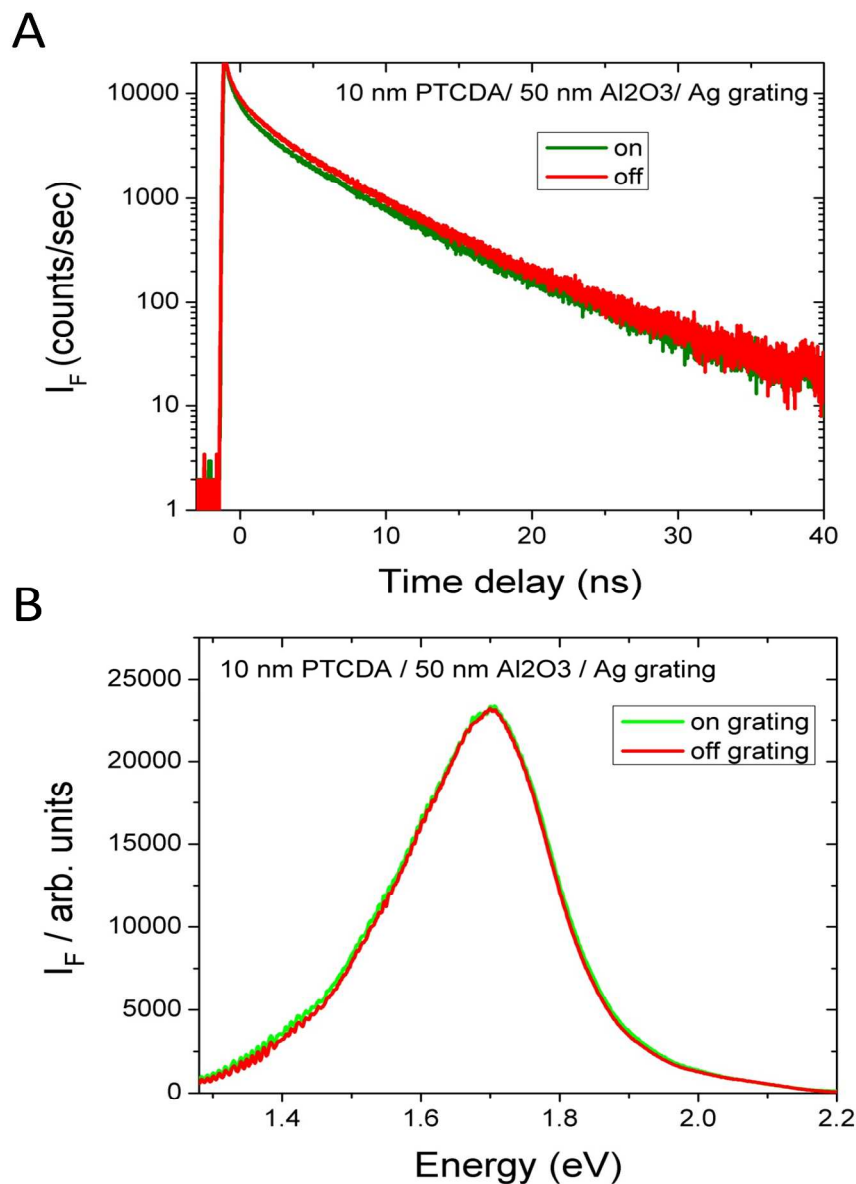 A
10 nm PTCDA/ 50 nm Al2O3/ Ag grating
on
off
10000
1000
100
10
1
I_F (counts/sec)
0
10
20
30
40
Time delay (ns)
B
10 nm PTCDA / 50 nm Al2O3 / Ag grating
on grating
off grating
25000
20000
15000
10000
5000
0
I_F / arb. units
1.4
1.6
1.8
2.0
2.2
Energy (eV)